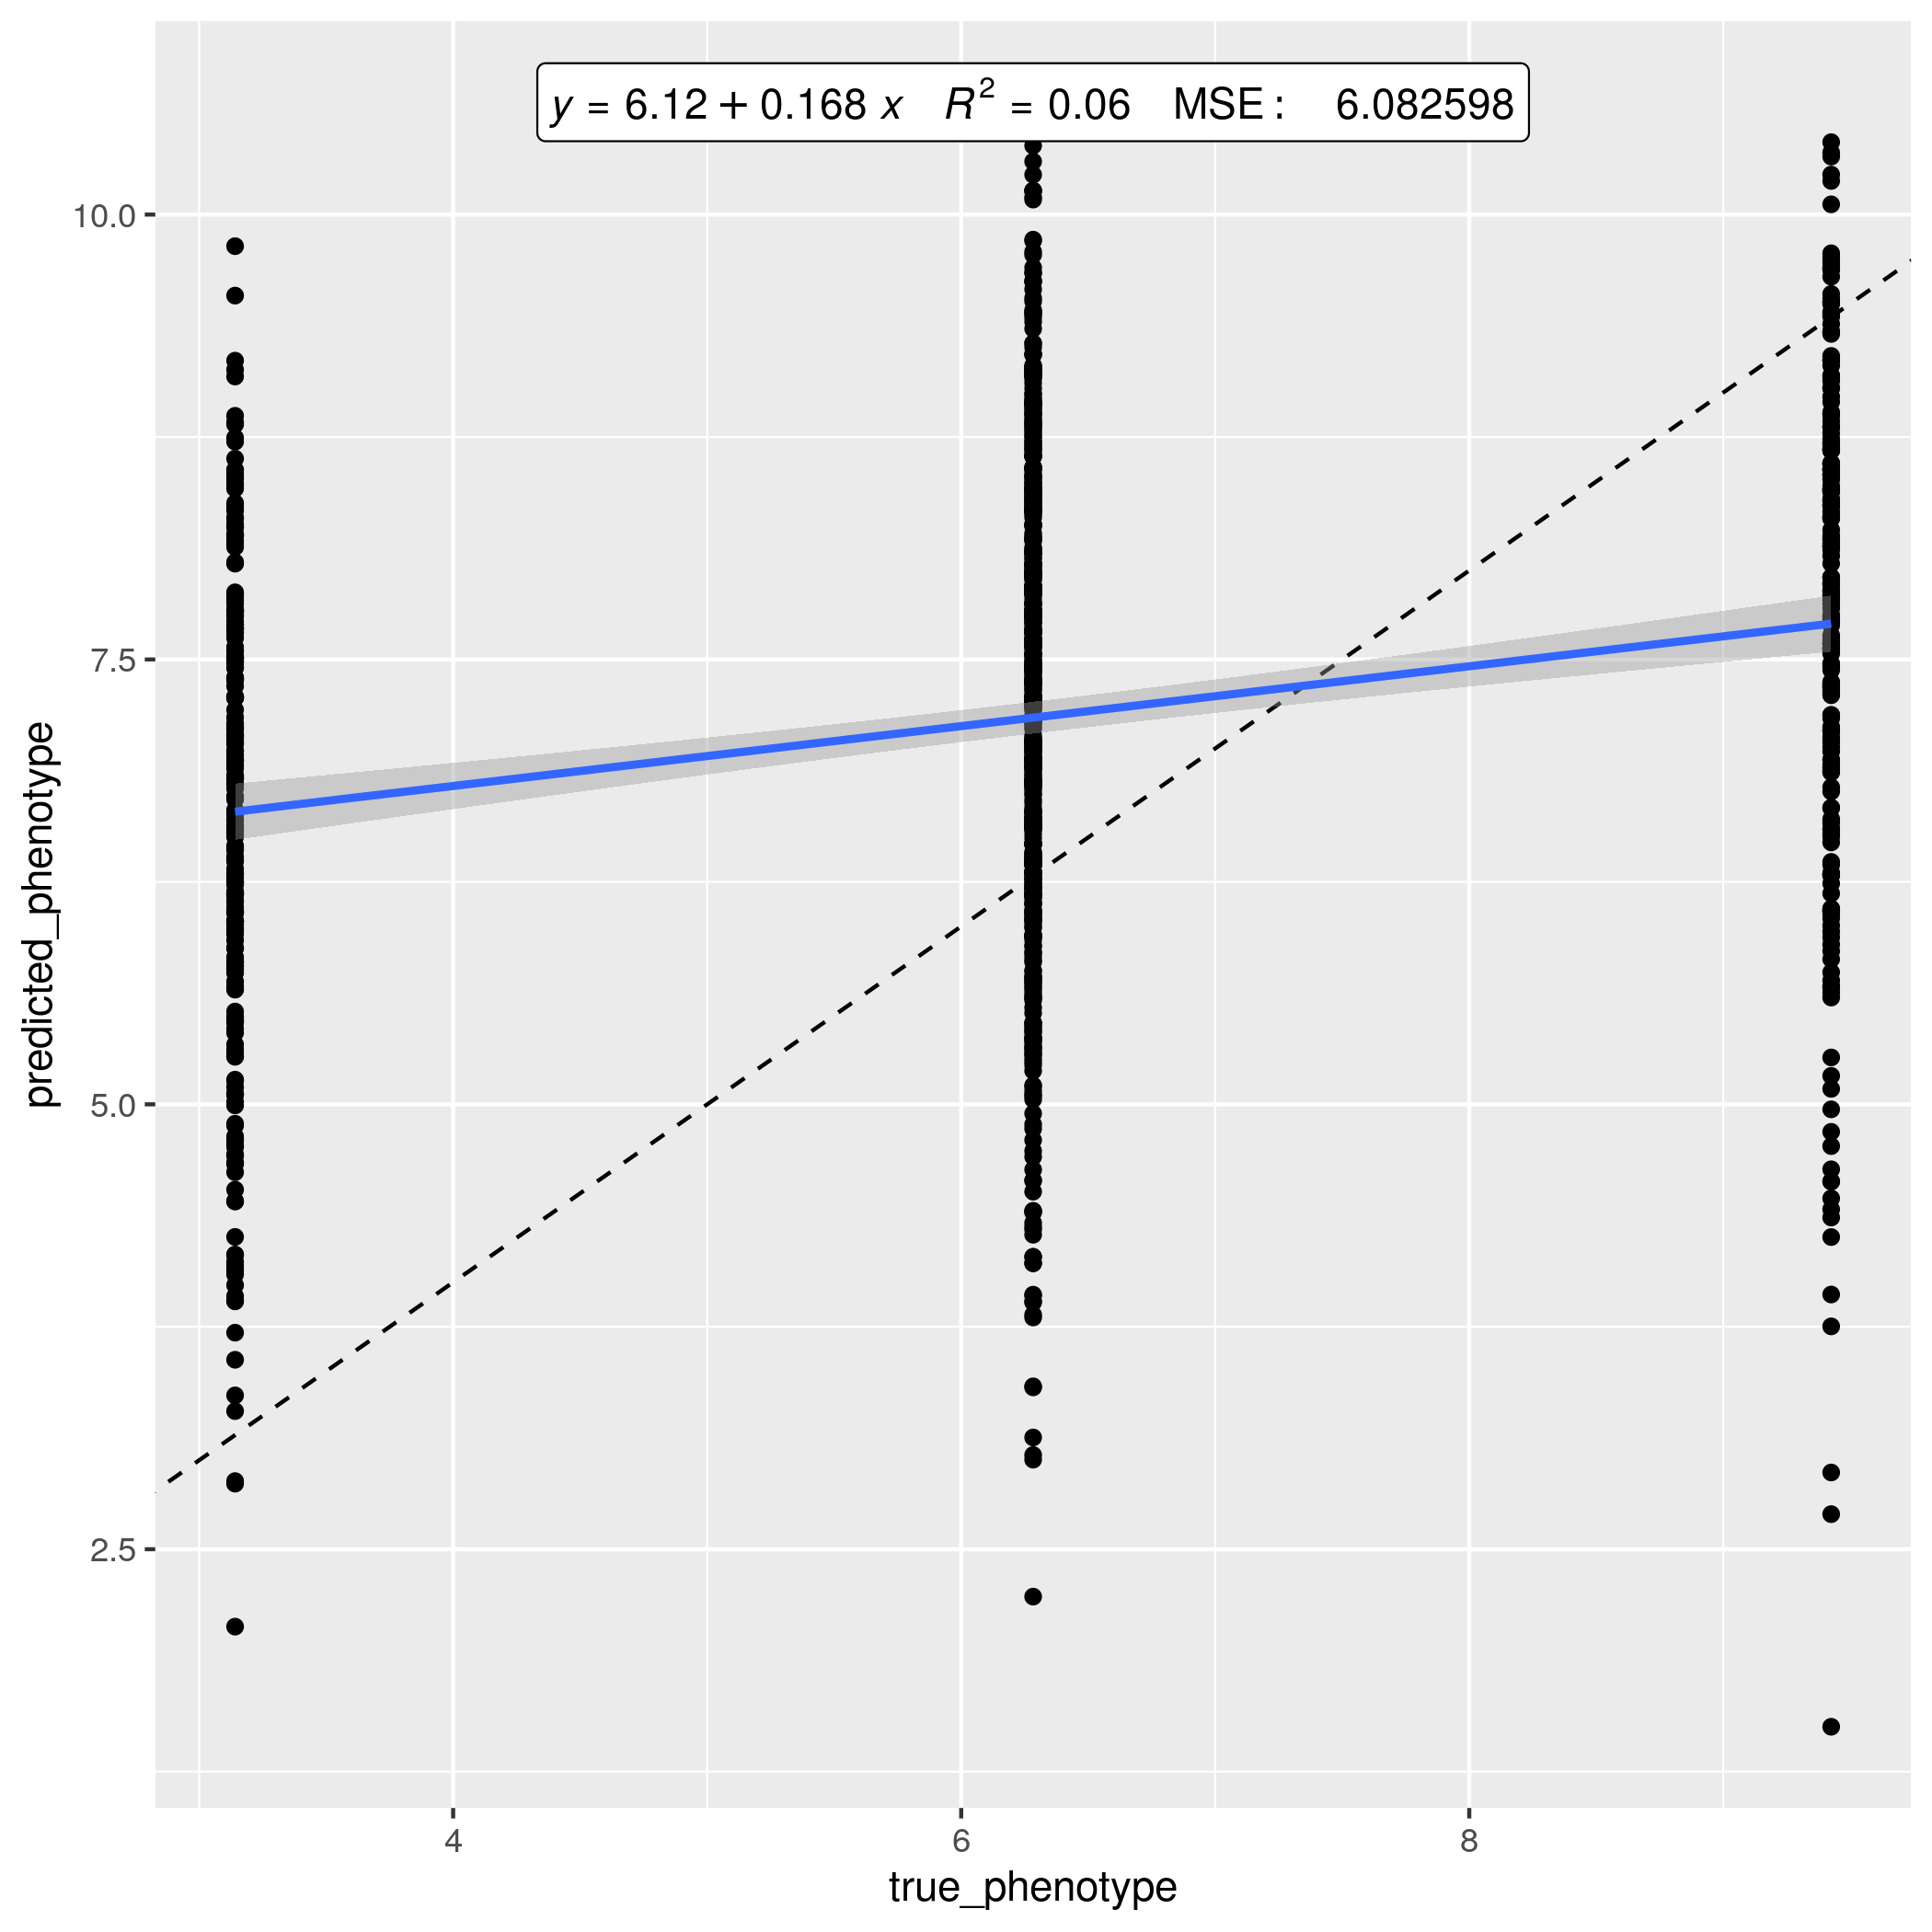 y = 6.12 + 0.168 x R² = 0.06 MSE : 6.082598
10.0
7.5
5.0
2.5
predicted_phenotype
4 6 8
true_phenotype